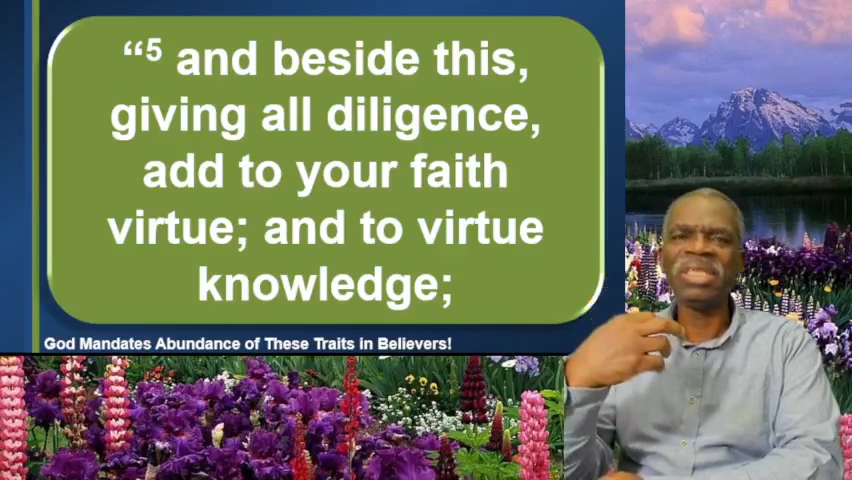 “⁵ and beside this,
giving all diligence,
add to your faith
virtue; and to virtue
knowledge;
God Mandates Abundance of These Traits in Believers!